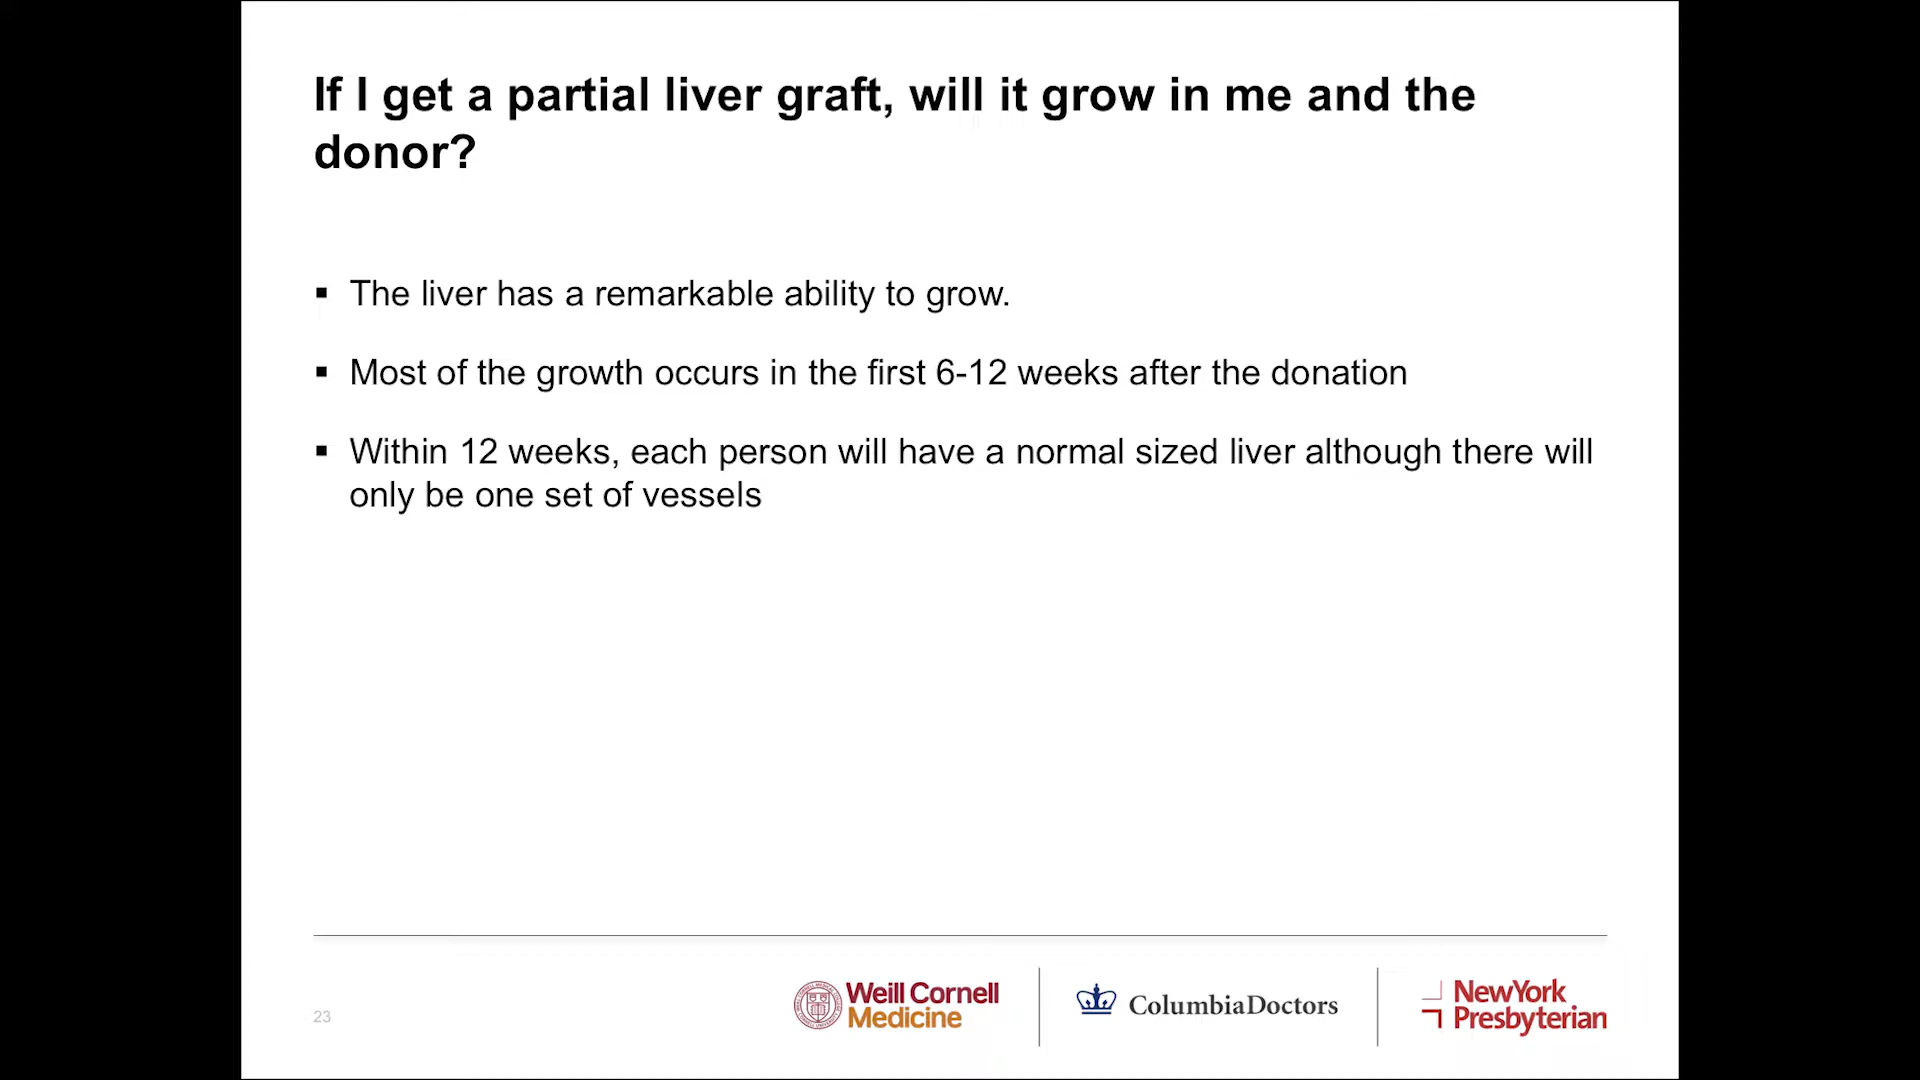 If I get a partial liver graft, will it grow in me and the
donor?
▪ The liver has a remarkable ability to grow.
▪ Most of the growth occurs in the first 6-12 weeks after the donation
▪ Within 12 weeks, each person will have a normal sized liver although there will
only be one set of vessels
23
Weill Cornell
Medicine
ColumbiaDoctors
NewYork
Presbyterian